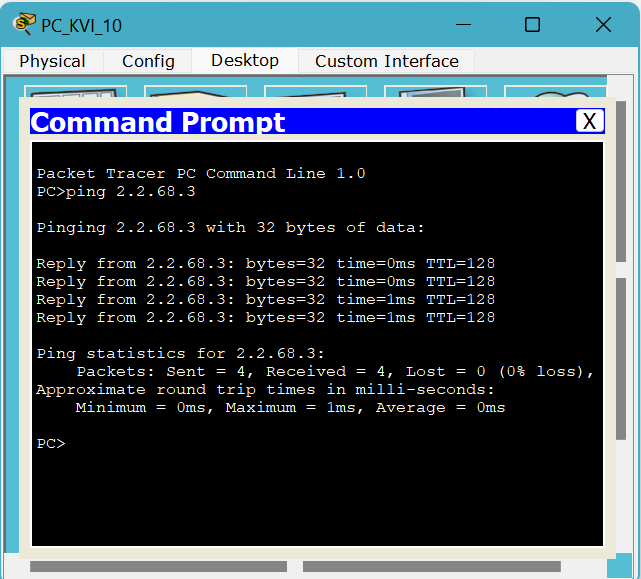 PC_KVI_10
Physical Config Desktop Custom Interface
Command Prompt X
Packet Tracer PC Command Line 1.0
PC>ping 2.2.68.3
Pinging 2.2.68.3 with 32 bytes of data:
Reply from 2.2.68.3: bytes=32 time=0ms TTL=128
Reply from 2.2.68.3: bytes=32 time=0ms TTL=128
Reply from 2.2.68.3: bytes=32 time=1ms TTL=128
Reply from 2.2.68.3: bytes=32 time=1ms TTL=128
Ping statistics for 2.2.68.3:
    Packets: Sent = 4, Received = 4, Lost = 0 (0% loss),
Approximate round trip times in milli-seconds:
    Minimum = 0ms, Maximum = 1ms, Average = 0ms
PC>